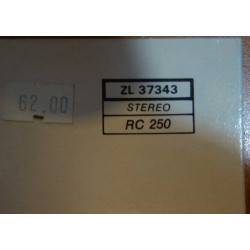 62.00
ZL 37343
STEREO
RC 250